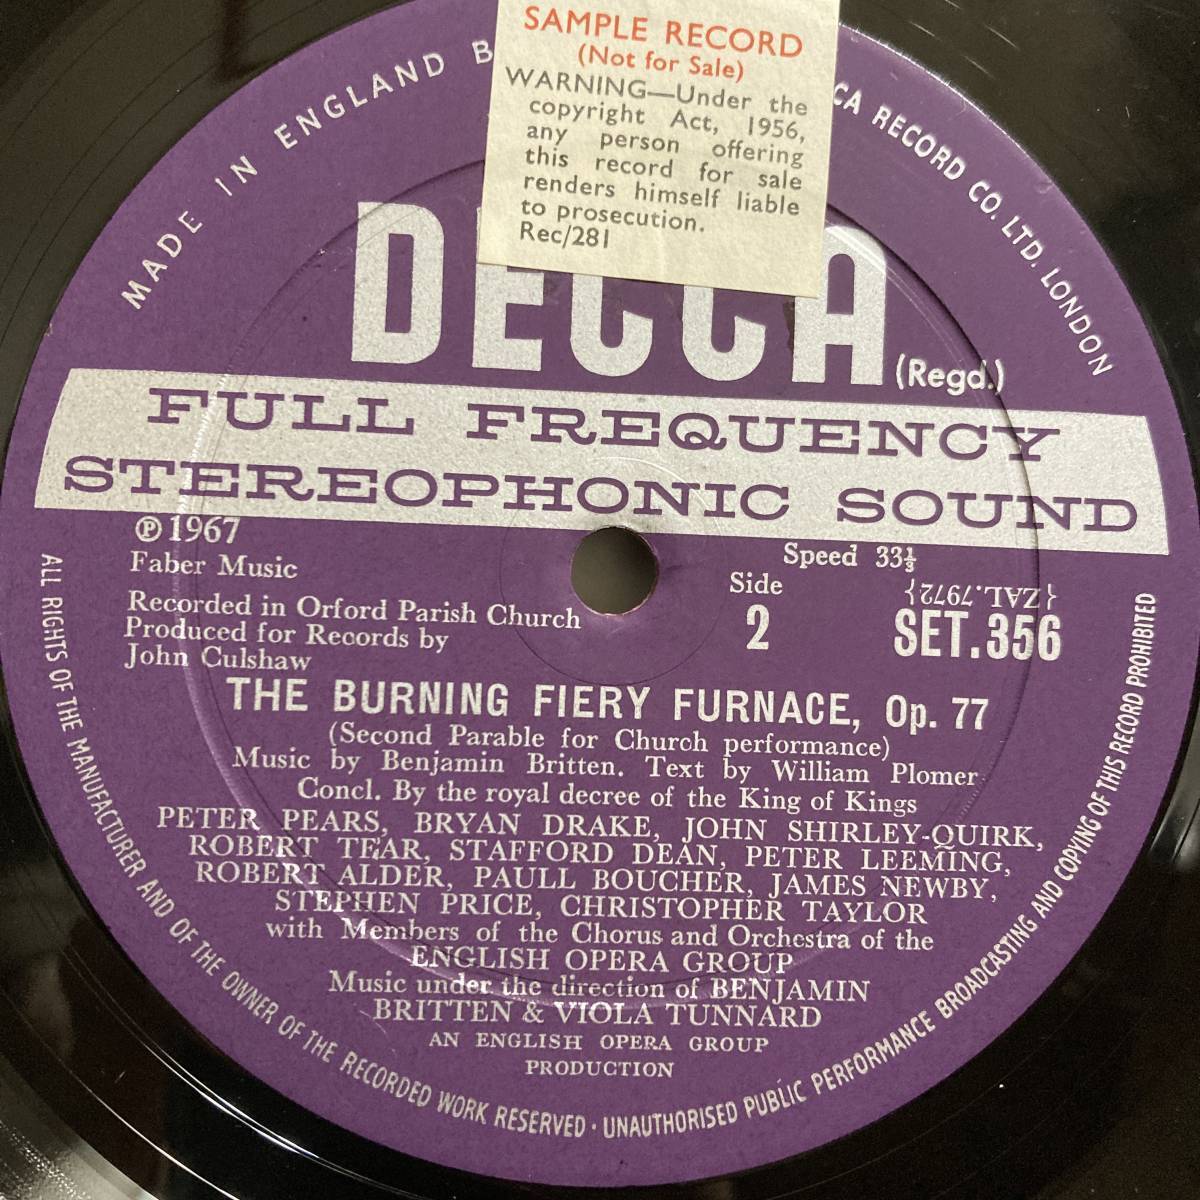 SAMPLE RECORD
(Not for Sale)
WARNING—Under the
copyright Act, 1956,
any person offering
this record for sale
renders himself liable
to prosecution.
Rec/281
MADE IN ENGLAND B
CA RECORD CO. LTD. LONDON
DECCA
(Regd.)
FULL FREQUENCY
STEREOPHONIC SOUND
℗ 1967
Faber Music
Recorded in Orford Parish Church
Produced for Records by
John Culshaw
Speed 33⅓
Side
2
{ZAL.7972}
SET.356
THE BURNING FIERY FURNACE, Op. 77
(Second Parable for Church performance)
Music by Benjamin Britten. Text by William Plomer.
Concl. By the royal decree of the King of Kings
PETER PEARS, BRYAN DRAKE, JOHN SHIRLEY-QUIRK,
ROBERT TEAR, STAFFORD DEAN, PETER LEEMING,
ROBERT ALDER, PAULL BOUCHER, JAMES NEWBY,
STEPHEN PRICE, CHRISTOPHER TAYLOR
with Members of the Chorus and Orchestra of the
ENGLISH OPERA GROUP
Music under the direction of BENJAMIN
BRITTEN & VIOLA TUNNARD
AN ENGLISH OPERA GROUP
PRODUCTION
ALL RIGHTS OF THE MANUFACTURER AND OF THE OWNER OF THE RECORDED WORK RESERVED · UNAUTHORISED PUBLIC PERFORMANCE BROADCASTING AND COPYING OF THIS RECORD PROHIBITED